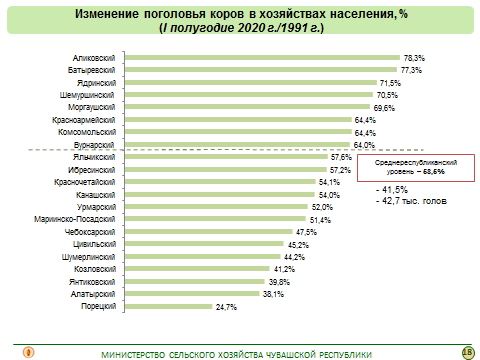 Изменение поголовья коров в хозяйствах населения,%
(I полугодие 2020 г./1991 г.)
Аликовский 78,3%
Батыревский 77,3%
Ядринский 71,5%
Шемуршинский 70,5%
Моргаушский 69,6%
Красноармейский 64,4%
Комсомольский 64,4%
Вурнарский 64,0%
Яльчикский 57,6%
Ибресинский 57,2%
Красночетайский 54,1%
Канашский 54,0%
Урмарский 52,0%
Мариинско-Посадский 51,4%
Чебоксарский 47,5%
Цивильский 45,2%
Шумерлинский 44,2%
Козловский 41,2%
Янтиковский 39,8%
Алатырский 38,1%
Порецкий 24,7%
Среднереспубликанский
уровень – 58,5%
- 41,5%
- 42,7 тыс. голов
МИНИСТЕРСТВО СЕЛЬСКОГО ХОЗЯЙСТВА ЧУВАШСКОЙ РЕСПУБЛИКИ
18